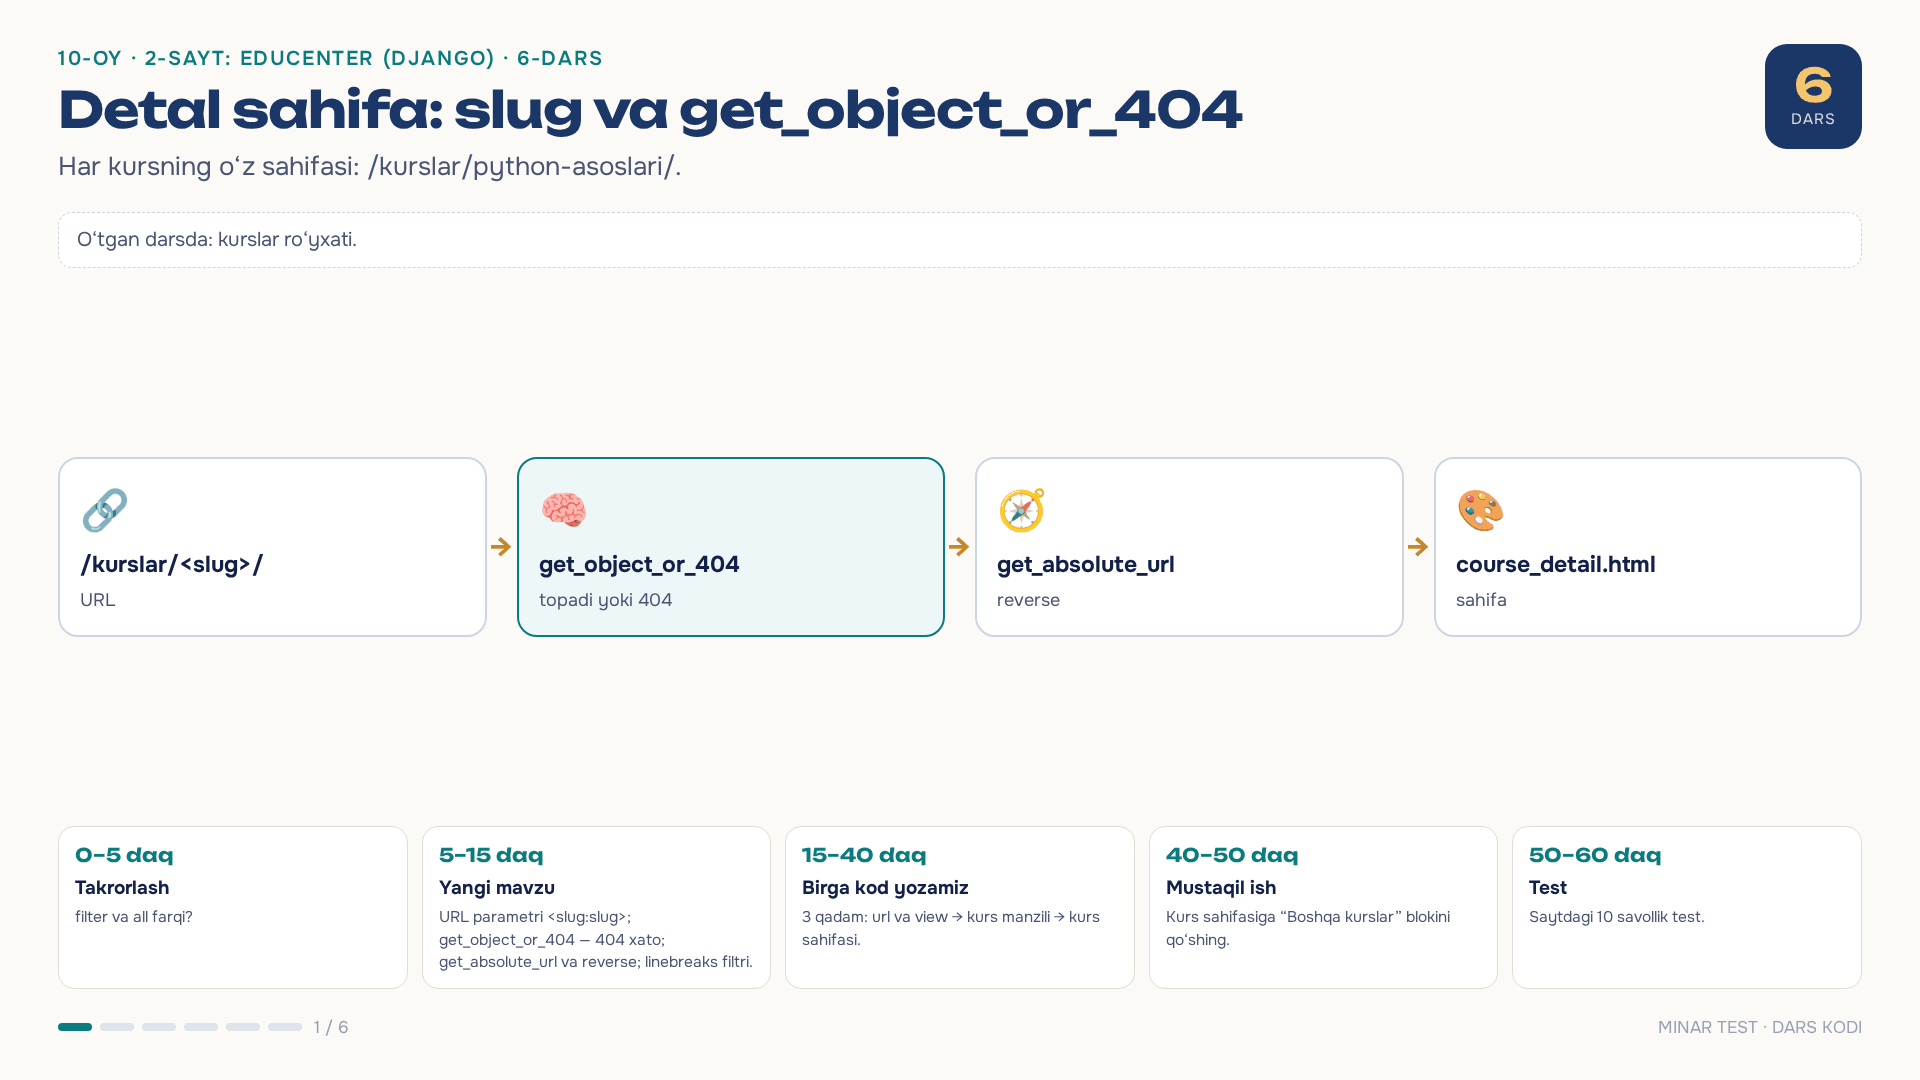 10-OY · 2-SAYT: EDUCENTER (DJANGO) · 6-DARS
Detal sahifa: slug va get_object_or_404
Har kursning o‘z sahifasi: /kurslar/python-asoslari/.
6
DARS
O‘tgan darsda: kurslar ro‘yxati.
/kurslar/<slug>/
URL
→
get_object_or_404
topadi yoki 404
→
get_absolute_url
reverse
→
course_detail.html
sahifa
0–5 daq
Takrorlash
filter va all farqi?
5–15 daq
Yangi mavzu
URL parametri <slug:slug>;
get_object_or_404 — 404 xato;
get_absolute_url va reverse; linebreaks filtri.
15–40 daq
Birga kod yozamiz
3 qadam: url va view → kurs manzili → kurs
sahifasi.
40–50 daq
Mustaqil ish
Kurs sahifasiga “Boshqa kurslar” blokini
qo‘shing.
50–60 daq
Test
Saytdagi 10 savollik test.
1 / 6
MINAR TEST · DARS KODI